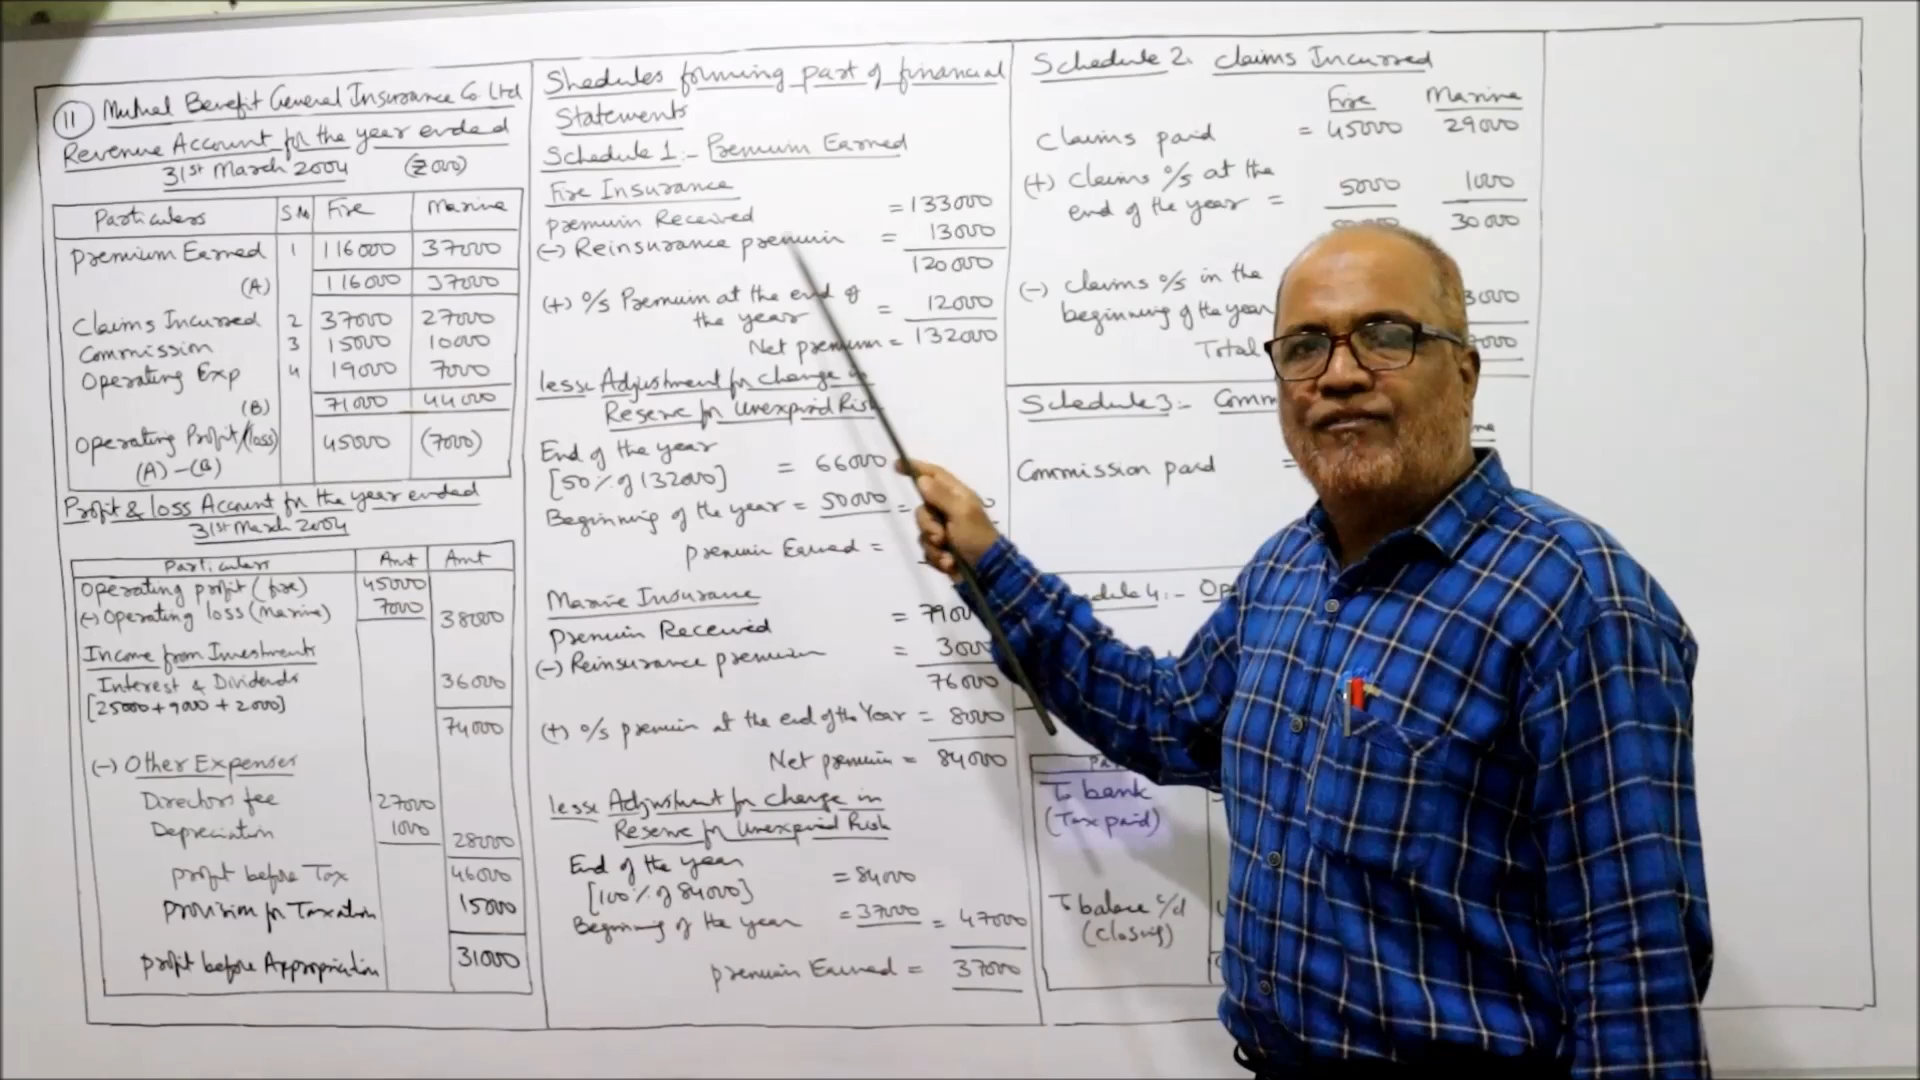 11 Mutual Benefit General Insurance Co Ltd
Revenue Account for the year ended
31st March 2004 (₹000)
Particulars S No Fire Marine
Premium Earned 1 116000 37000
(A) 116000 37000
Claims Incurred 2 37000 27000
Commission 3 15000 10000
Operating Exp 4 19000 7000
(B) 71000 44000
Operating Profit/(loss) 45000 (7000)
(A) - (B)
Profit & loss Account for the year ended
31st March 2004
Particulars Amt Amt
Operating profit (fire) 45000
(-) Operating loss (Marine) 7000 38000
Income from Investments
Interest & Dividends 36000
[25000+9000+2000]
74000
(-) Other Expenses
Directors fee 27000
Depreciation 1000 28000
profit before Tax 46000
provision for Taxation 15000
profit before Appropriation 31000
Shedules forming part of financial
Statements
Schedule 1:- Premium Earned
Fire Insurance
premium Received = 133000
(-) Reinsurance premium = 13000
120000
(+) o/s Premium at the end of
the year = 12000
Net premium = 132000
less: Adjustment for change in
Reserve for Unexpired Risk
End of the year
[50% of 132000] = 66000
Beginning of the year = 50000 =
premium Earned =
Marine Insurance
premium Received = 7900
(-) Reinsurance premium = 3000
76000
(+) o/s premium at the end of the Year = 8000
Net premium = 84000
less: Adjustment for change in
Reserve for Unexpired Risk
End of the year
[100% of 84000] = 84000
Beginning of the year = 37000 = 47000
premium Earned = 37000
Schedule 2: Claims Incurred
Fire Marine
Claims paid = 45000 29000
(+) Claims o/s at the
end of the year = 5000 1000
30000
(-) claims o/s in the
beginning of the year 3000
Total 7000
Schedule 3:- Comm
Commission paid =
edule 4:- Op
To bank
(Tax paid)
To balance c/d
(closing)